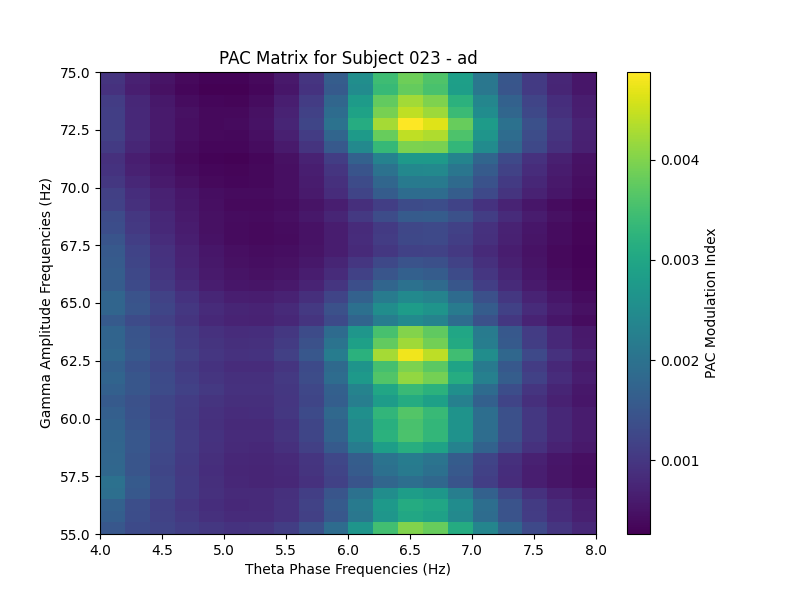 PAC Matrix for Subject 023 - ad
75.0
72.5
70.0
67.5
65.0
62.5
60.0
57.5
55.0
Gamma Amplitude Frequencies (Hz)
4.0 4.5 5.0 5.5 6.0 6.5 7.0 7.5 8.0
Theta Phase Frequencies (Hz)
0.004
0.003
0.002
0.001
PAC Modulation Index